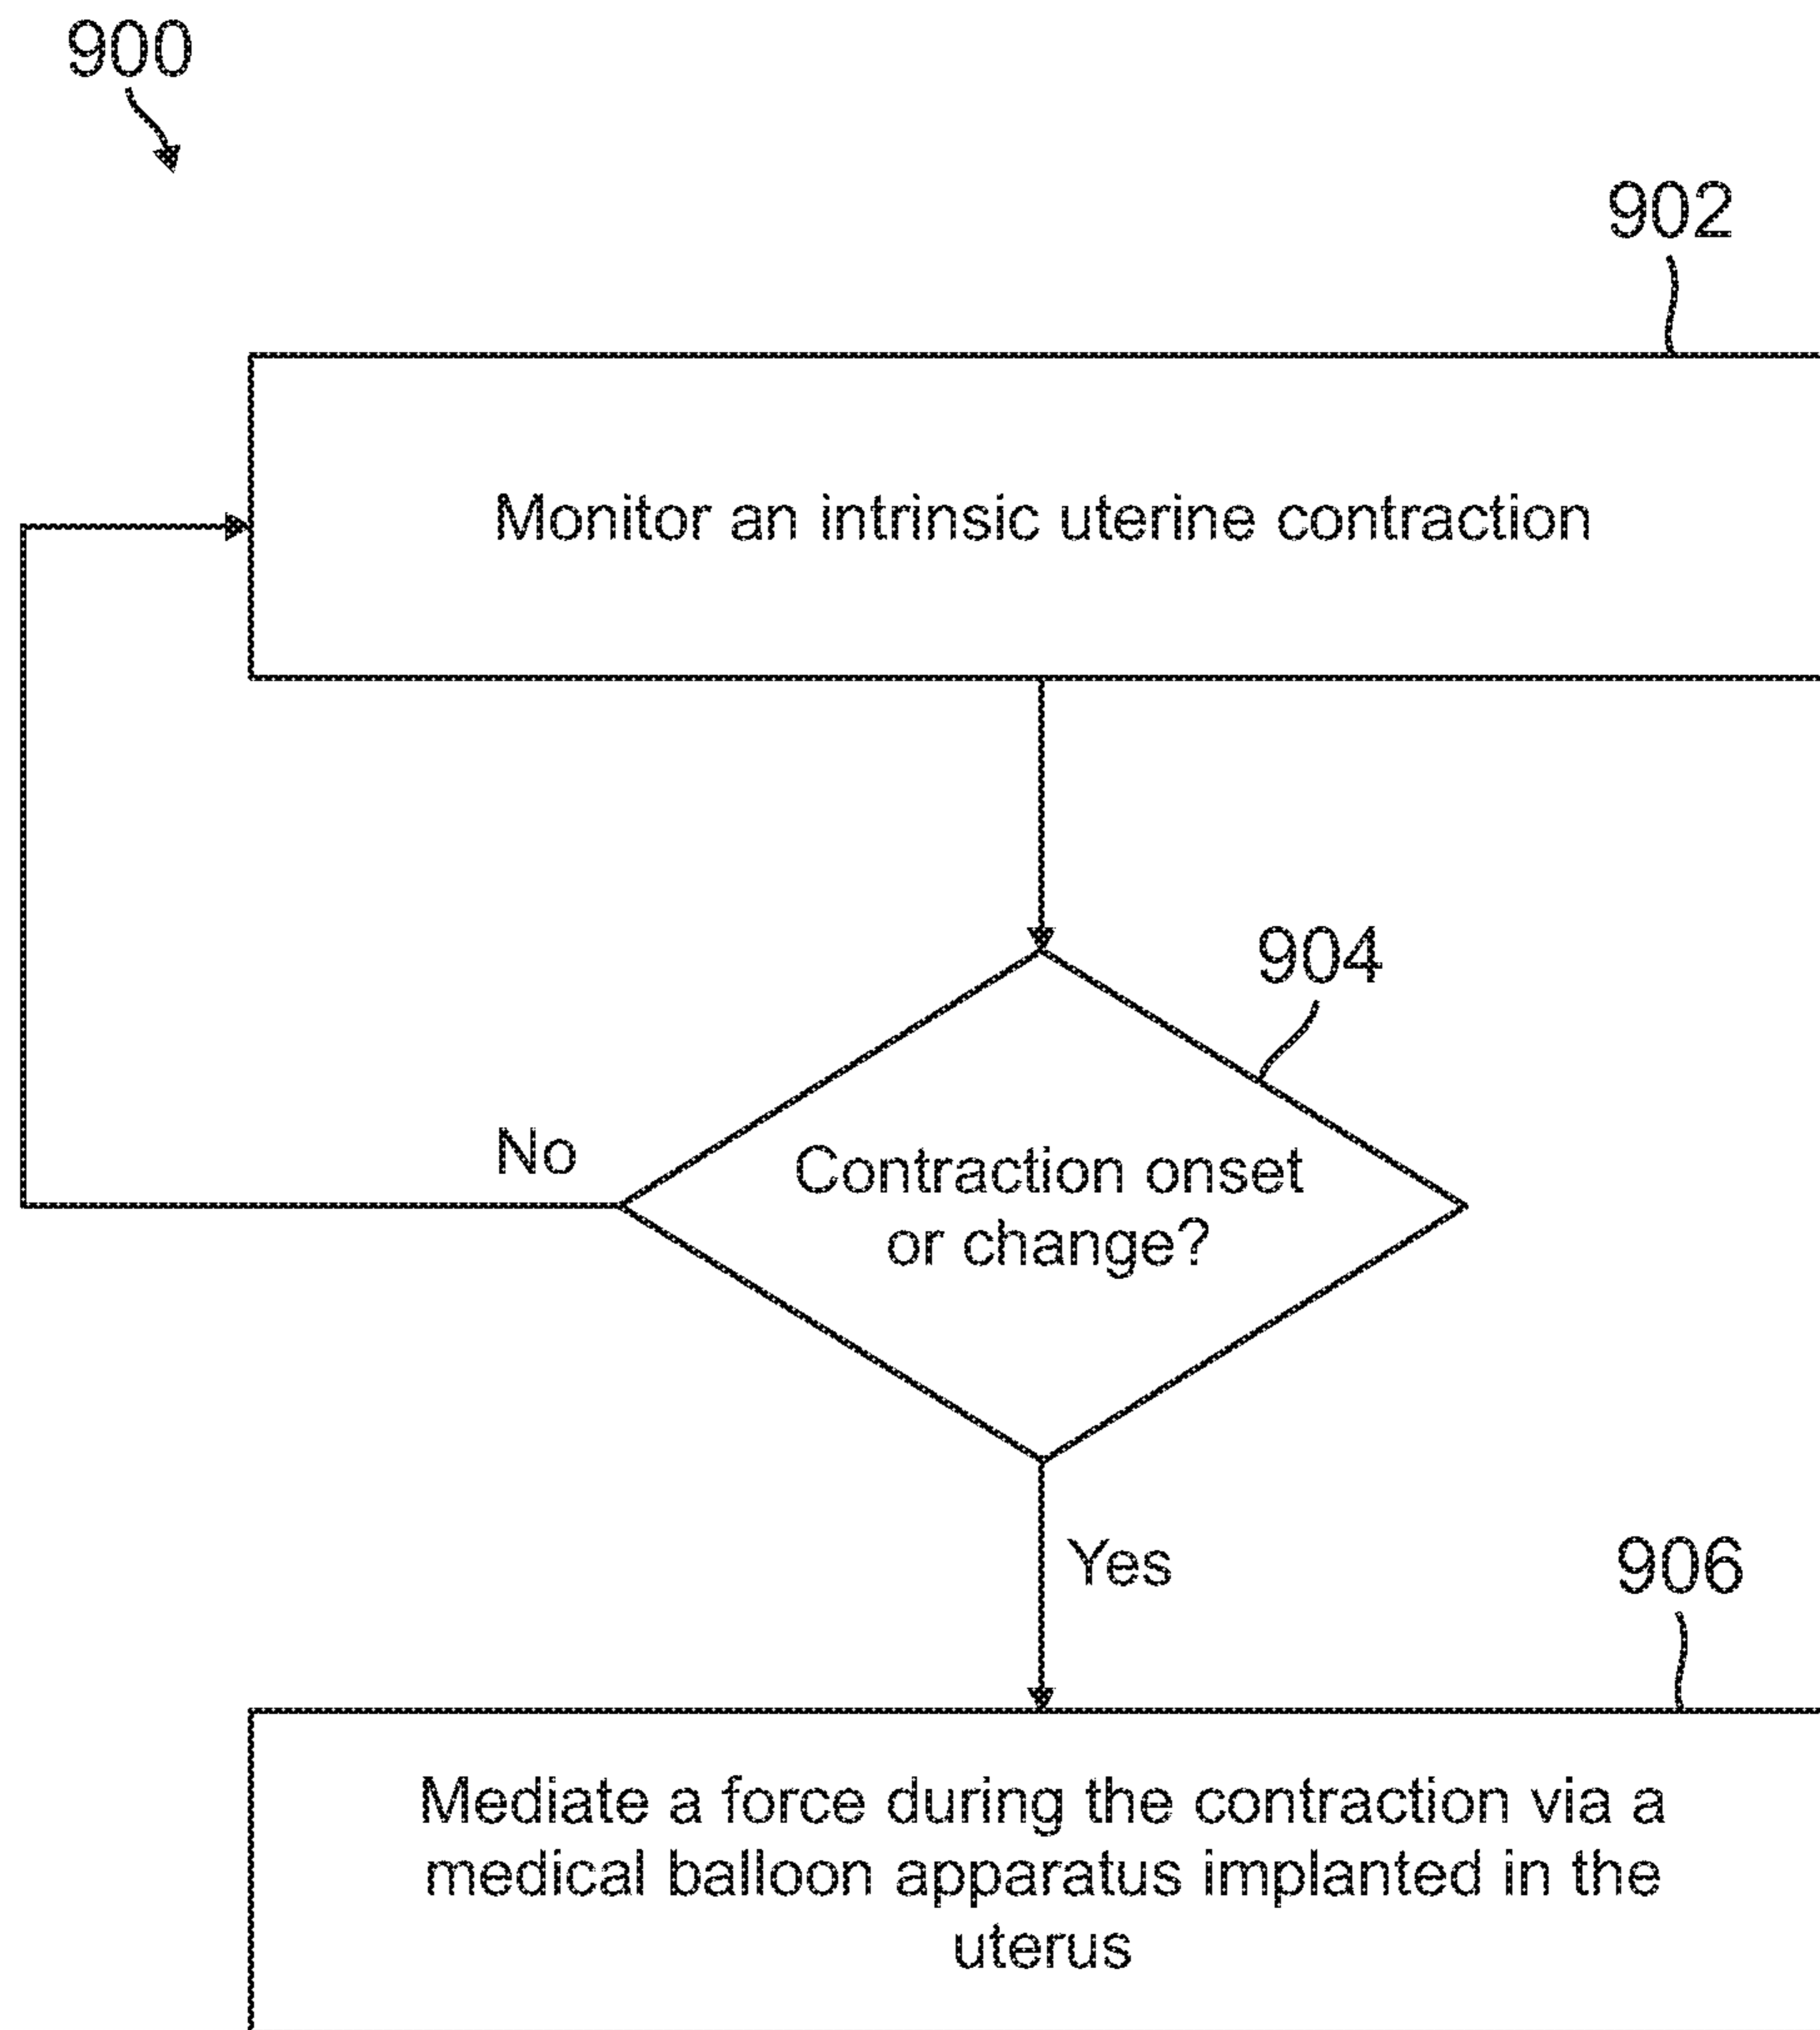 900
902
Monitor an intrinsic uterine contraction
904
No
Contraction onset
or change?
Yes
906
Mediate a force during the contraction via a
medical balloon apparatus implanted in the
uterus